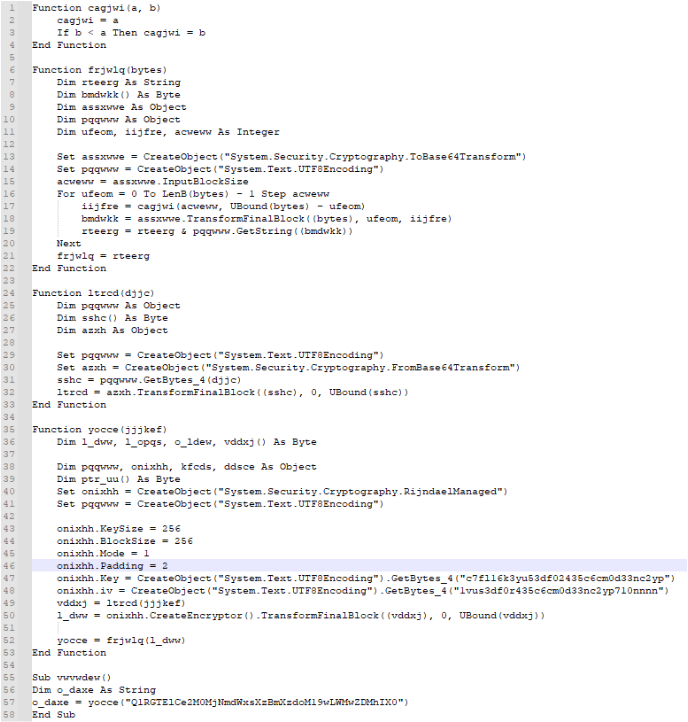 1 Function cagjwi(a, b)
2 cagjwi = a
3 If b < a Then cagjwi = b
4 End Function
5
6 Function frjwlq(bytes)
7 Dim rteerg As String
8 Dim bmdwkk() As Byte
9 Dim assxwwe As Object
10 Dim pqqwww As Object
11 Dim ufeom, iijfre, acweww As Integer
12
13 Set assxwwe = CreateObject("System.Security.Cryptography.ToBase64Transform")
14 Set pqqwww = CreateObject("System.Text.UTF8Encoding")
15 acweww = assxwwe.InputBlockSize
16 For ufeom = 0 To LenB(bytes) - 1 Step acweww
17 iijfre = cagjwi(acweww, UBound(bytes) - ufeom)
18 bmdwkk = assxwwe.TransformFinalBlock((bytes), ufeom, iijfre)
19 rteerg = rteerg & pqqwww.GetString((bmdwkk))
20 Next
21 frjwlq = rteerg
22 End Function
23
24 Function ltrcd(djjc)
25 Dim pqqwww As Object
26 Dim sshc() As Byte
27 Dim azxh As Object
28
29 Set pqqwww = CreateObject("System.Text.UTF8Encoding")
30 Set azxh = CreateObject("System.Security.Cryptography.FromBase64Transform")
31 sshc = pqqwww.GetBytes_4(djjc)
32 ltrcd = azxh.TransformFinalBlock((sshc), 0, UBound(sshc))
33 End Function
34
35 Function yocce(jjjkef)
36 Dim l_dww, l_opqs, o_ldew, vddxj() As Byte
37
38 Dim pqqwww, onixhh, kfcds, ddsce As Object
39 Dim ptr_uu() As Byte
40 Set onixhh = CreateObject("System.Security.Cryptography.RijndaelManaged")
41 Set pqqwww = CreateObject("System.Text.UTF8Encoding")
42
43 onixhh.KeySize = 256
44 onixhh.BlockSize = 256
45 onixhh.Mode = 1
46 onixhh.Padding = 2
47 onixhh.Key = CreateObject("System.Text.UTF8Encoding").GetBytes_4("c7fl16k3yu53df02435c6cm0d33nc2yp")
48 onixhh.iv = CreateObject("System.Text.UTF8Encoding").GetBytes_4("lvus3df0r435c6cm0d33nc2yp710nnnn")
49 vddxj = ltrcd(jjjkef)
50 l_dww = onixhh.CreateEncryptor().TransformFinalBlock((vddxj), 0, UBound(vddxj))
51
52 yocce = frjwlq(l_dww)
53 End Function
54
55 Sub vwvwdew()
56 Dim o_daxe As String
57 o_daxe = yocce("Q1RGTE1Ce2M0MjNmdWxsXzBmXzdoM19wLWMwZDMhIX0")
58 End Sub